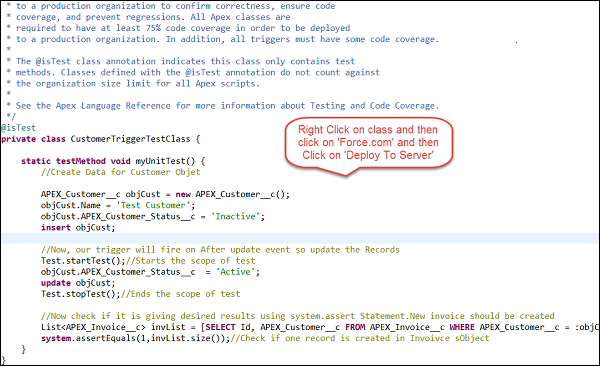 * to a production organization to confirm correctness, ensure code
* coverage, and prevent regressions. All Apex classes are
* required to have at least 75% code coverage in order to be deployed
* to a production organization. In addition, all triggers must have some code coverage.
*
* The @isTest class annotation indicates this class only contains test
* methods. Classes defined with the @isTest annotation do not count against
* the organization size limit for all Apex scripts.
*
* See the Apex Language Reference for more information about Testing and Code Coverage.
*/
@isTest
private class CustomerTriggerTestClass {
Right Click on class and then
click on 'Force.com' and then
Click on 'Deploy To Server'
static testMethod void myUnitTest() {
//Create Data for Customer Objet
APEX_Customer__c objCust = new APEX_Customer__c();
objCust.Name = 'Test Customer';
objCust.APEX_Customer_Status__c = 'Inactive';
insert objCust;
//Now, our trigger will fire on After update event so update the Records
Test.startTest();//Starts the scope of test
objCust.APEX_Customer_Status__c  = 'Active';
update objCust;
Test.stopTest();//Ends the scope of test
//Now check if it is giving desired results using system.assert Statement.New invoice should be created
List<APEX_Invoice__c> invList = [SELECT Id, APEX_Customer__c FROM APEX_Invoice__c WHERE APEX_Customer__c = :obj
system.assertEquals(1,invList.size());//Check if one record is created in Invoivce sObject
}
}